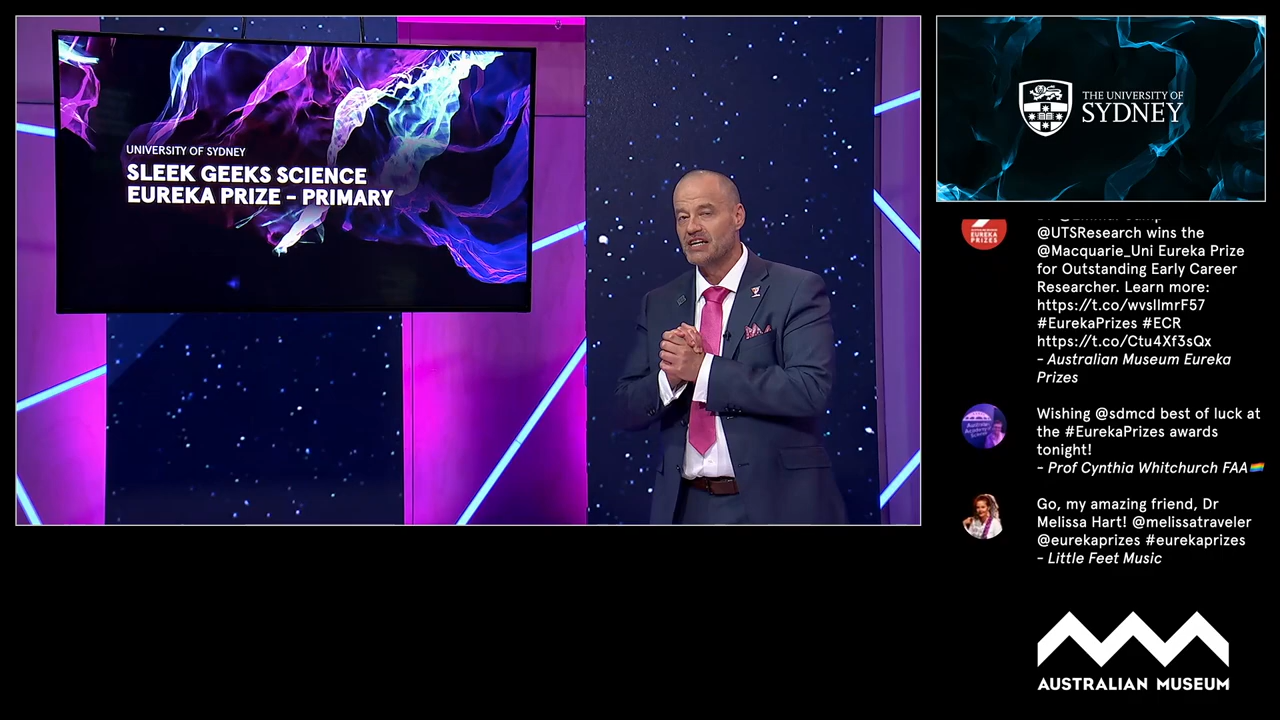 UNIVERSITY OF SYDNEY
SLEEK GEEKS SCIENCE
EUREKA PRIZE – PRIMARY
THE UNIVERSITY OF
SYDNEY
EUREKA
PRIZES
@UTSResearch wins the
@Macquarie_Uni Eureka Prize
for Outstanding Early Career
Researcher. Learn more:
https://t.co/wvsllmrF57
#EurekaPrizes #ECR
https://t.co/Ctu4Xf3sQx
- Australian Museum Eureka
Prizes
Wishing @sdmcd best of luck at
the #EurekaPrizes awards
tonight!
- Prof Cynthia Whitchurch FAA🏳️‍🌈
Go, my amazing friend, Dr
Melissa Hart! @melissatraveler
@eurekaprizes #eurekaprizes
- Little Feet Music
AUSTRALIAN MUSEUM